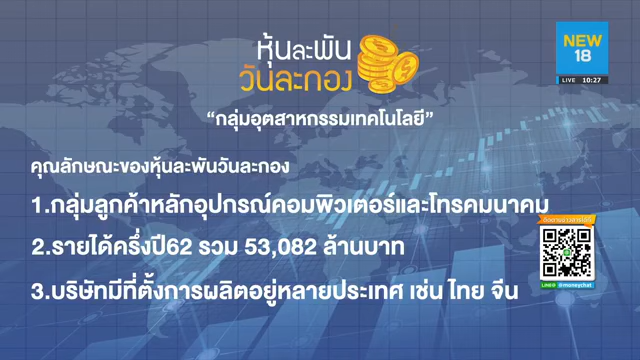 หุ้นละพัน
วันละกอง
NEW
18
LIVE 10:27
“กลุ่มอุตสาหกรรมเทคโนโลยี”
คุณลักษณะของหุ้นละพันวันละกอง
1.กลุ่มลูกค้าหลักอุปกรณ์คอมพิวเตอร์และโทรคมนาคม
2.รายได้ครึ่งปี62 รวม 53,082 ล้านบาท
3.บริษัทมีที่ตั้งการผลิตอยู่หลายประเทศ เช่น ไทย จีน
LINE@ @moneychat